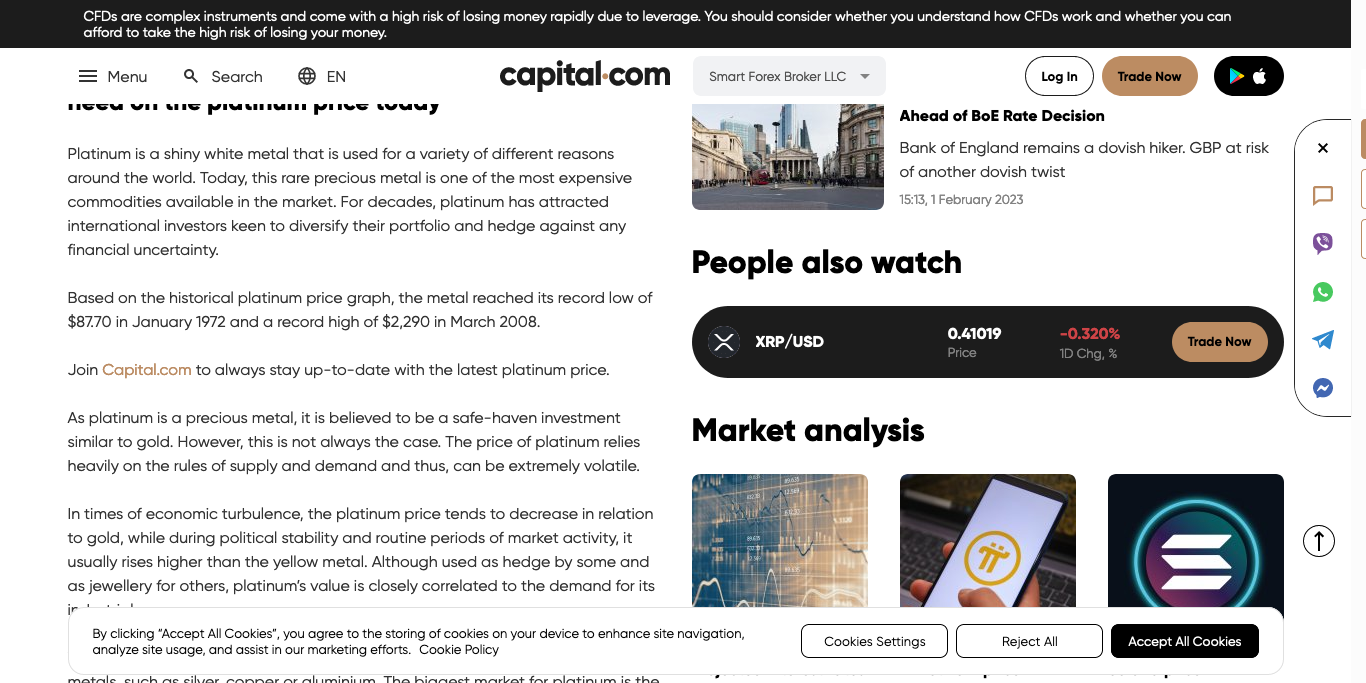 CFDs are complex instruments and come with a high risk of losing money rapidly due to leverage. You should consider whether you understand how CFDs work and whether you can
afford to take the high risk of losing your money.
Menu
Search
EN
capital.com
Smart Forex Broker LLC
Log In
Trade Now
need on the platinum price today
Platinum is a shiny white metal that is used for a variety of different reasons
around the world. Today, this rare precious metal is one of the most expensive
commodities available in the market. For decades, platinum has attracted
international investors keen to diversify their portfolio and hedge against any
financial uncertainty.
Based on the historical platinum price graph, the metal reached its record low of
$87.70 in January 1972 and a record high of $2,290 in March 2008.
Join Capital.com to always stay up-to-date with the latest platinum price.
As platinum is a precious metal, it is believed to be a safe-haven investment
similar to gold. However, this is not always the case. The price of platinum relies
heavily on the rules of supply and demand and thus, can be extremely volatile.
In times of economic turbulence, the platinum price tends to decrease in relation
to gold, while during political stability and routine periods of market activity, it
usually rises higher than the yellow metal. Although used as hedge by some and
as jewellery for others, platinum's value is closely correlated to the demand for its
metals, such as silver, copper or aluminium. The biggest market for platinum is the
Ahead of BoE Rate Decision
Bank of England remains a dovish hiker. GBP at risk
of another dovish twist
15:13, 1 February 2023
People also watch
XRP/USD
0.41019
Price
-0.320%
1D Chg, %
Trade Now
Market analysis
By clicking “Accept All Cookies”, you agree to the storing of cookies on your device to enhance site navigation,
analyze site usage, and assist in our marketing efforts. Cookie Policy
Cookies Settings
Reject All
Accept All Cookies